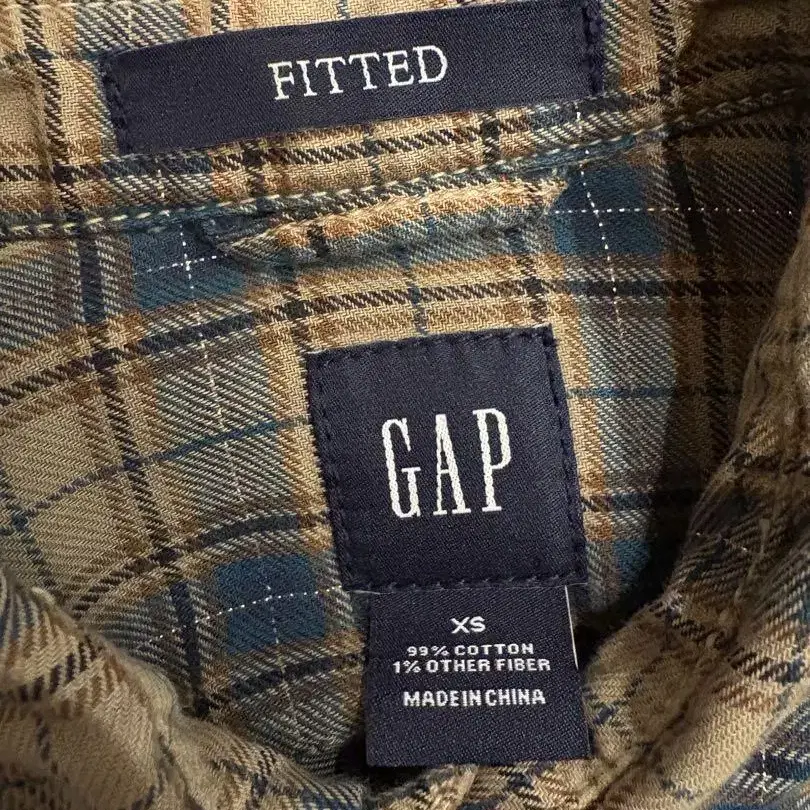 FITTED
GAP
XS
99% COTTON
1% OTHER FIBER
MADE IN CHINA